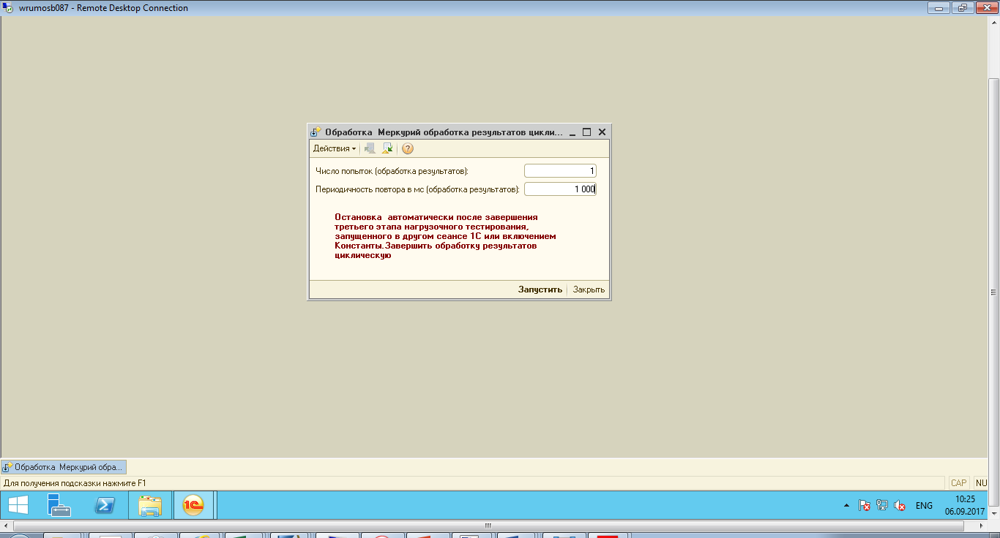 wrumosb087 - Remote Desktop Connection
Обработка  Меркурий обработка результатов цикли...
Действия
Число попыток (обработка результатов):
1
Периодичность повтора в мс (обработка результатов):
1 000
Остановка  автоматически после завершения
третьего этапа нагрузочного тестирования,
запущенного в другом сеансе 1С или включением
Константы.Завершить обработку результатов
циклическую
Запустить
Закрыть
Обработка  Меркурий обра...
Для получения подсказки нажмите F1
CAP
NU
1С
ENG
10:25
06.09.2017